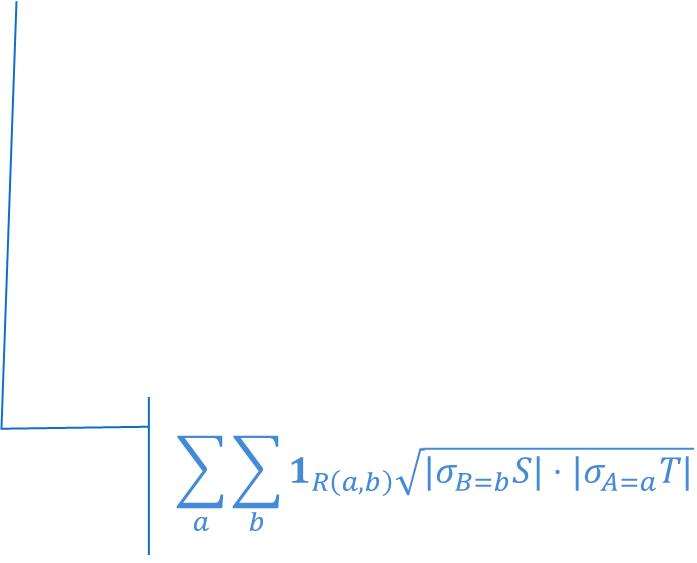 ∑_a ∑_b 𝟏_{R(a,b)} √(|σ_{B=b}S| · |σ_{A=a}T|)